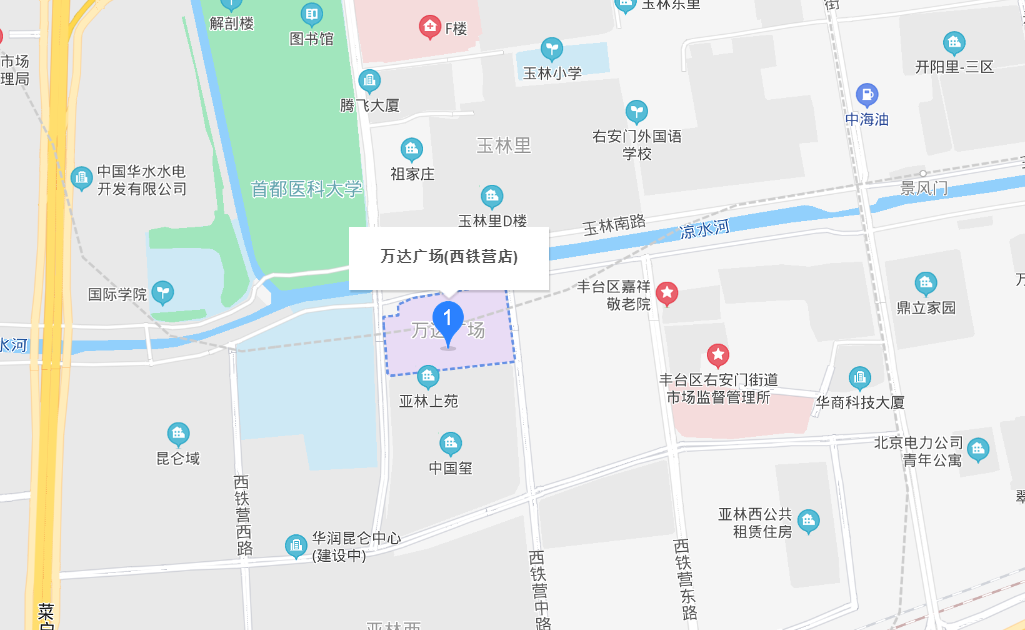 解剖楼
图书馆
F楼
玉林东里
街
市场
理局
玉林小学
开阳里-三区
腾飞大厦
中海油
右安门外国语
学校
玉林里
祖家庄
中国华水水电
开发有限公司
首都医科大学
景风门
玉林里D楼
玉林南路
凉水河
万达广场(西铁营店)
国际学院
丰台区嘉祥
敬老院
鼎立家园
万
1
万达广场
水河
丰台区右安门街道
市场监督管理所
亚林上苑
华商科技大厦
昆仑域
中国玺
北京电力公司
青年公寓
西铁营西路
翠
亚林西公共
租赁住房
华润昆仑中心
(建设中)
西铁营中路
西铁营东路
菜户
亚林西